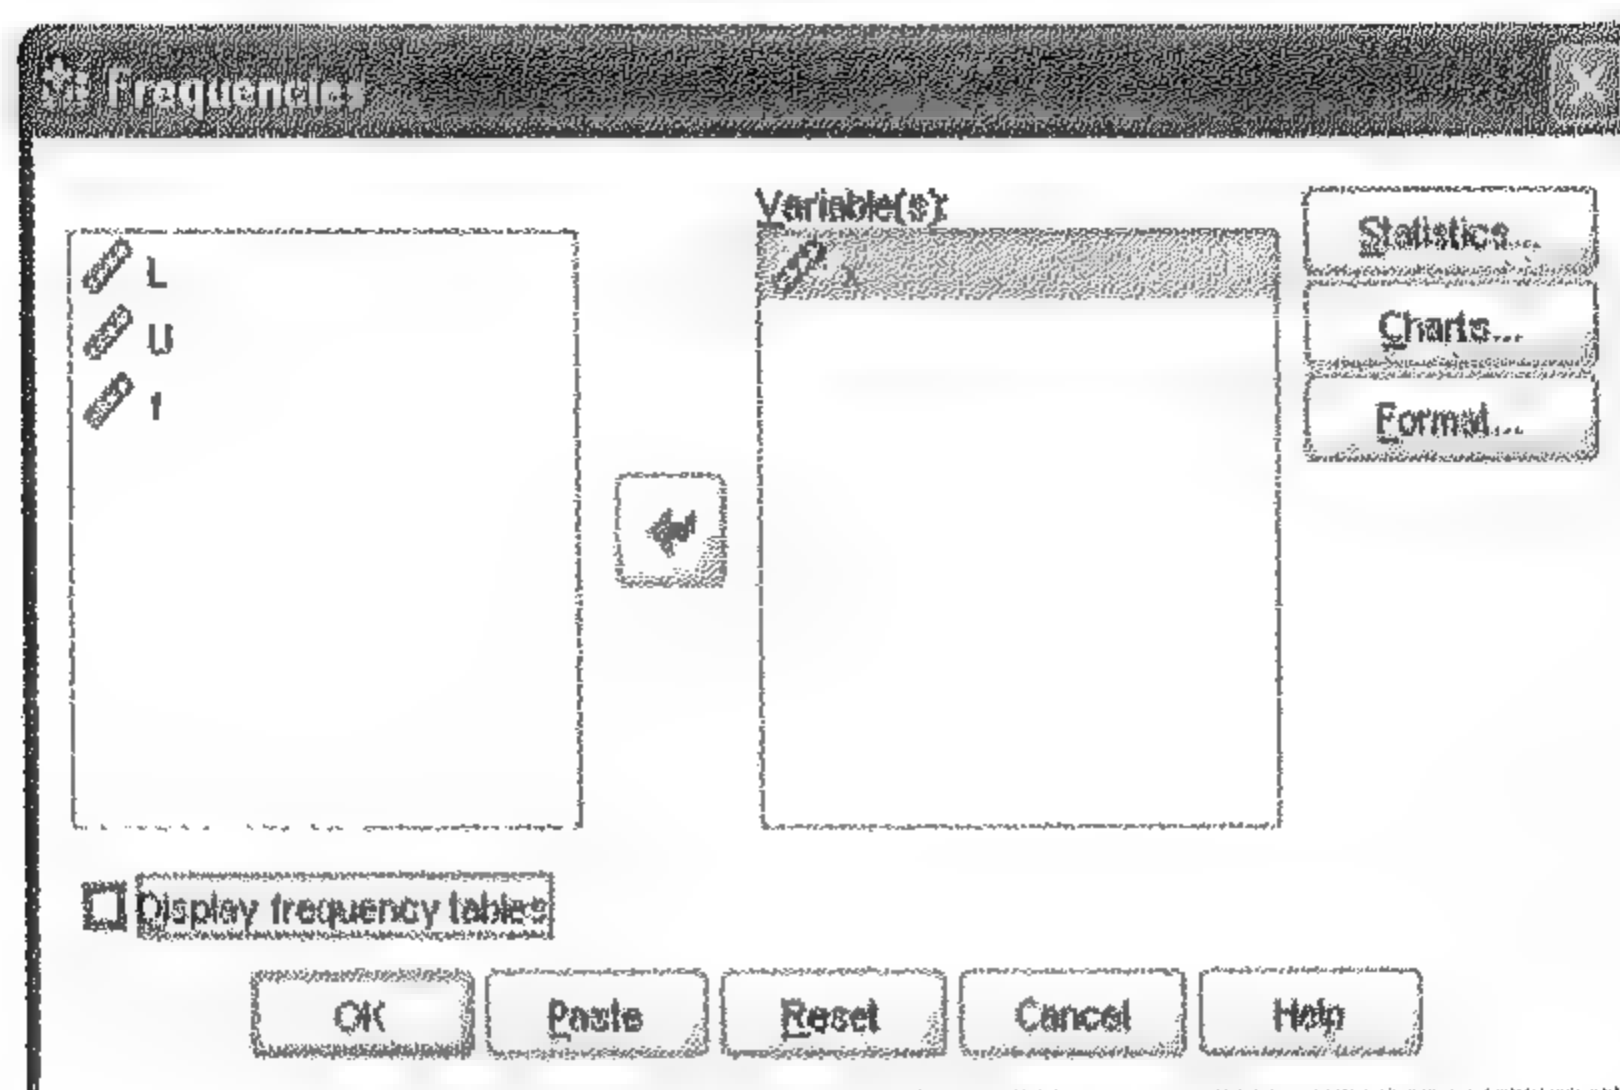 Frequencies
Variable(s):
L
U
f
x
Statistics...
Charts...
Format...
Display frequency tables
OK
Paste
Reset
Cancel
Help